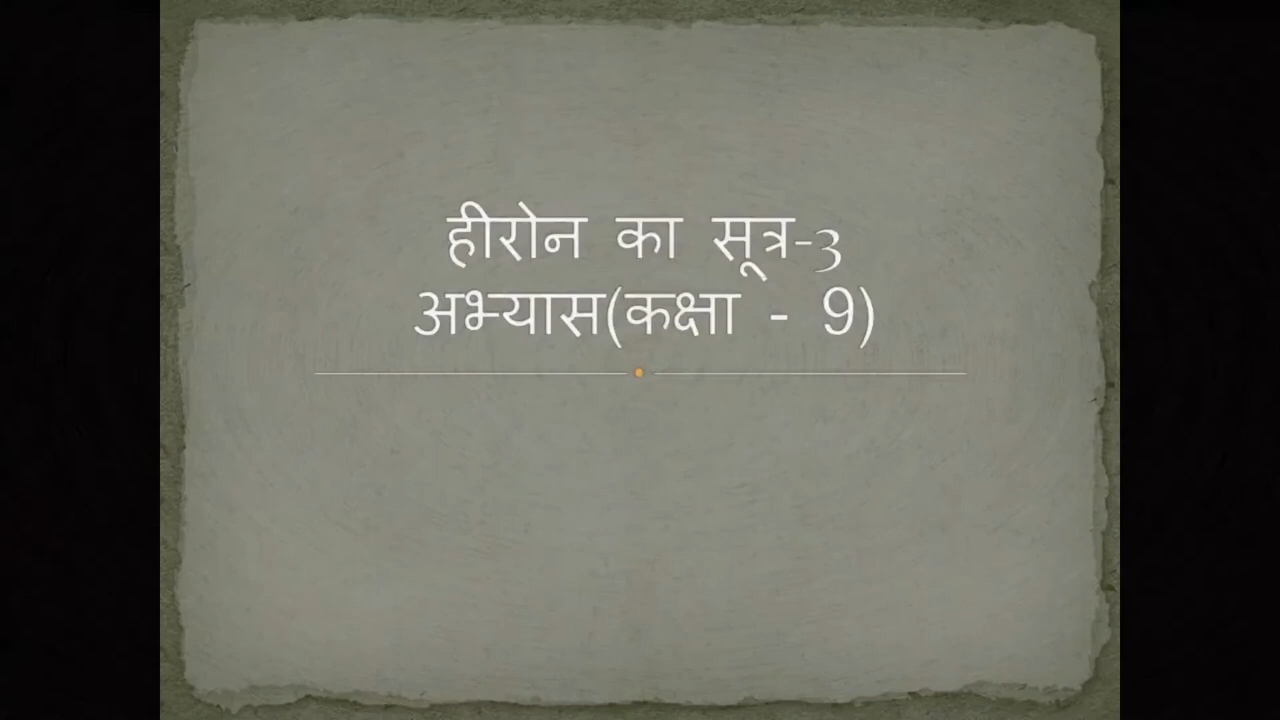 हीरोन का सूत्र-3
अभ्यास(कक्षा - 9)